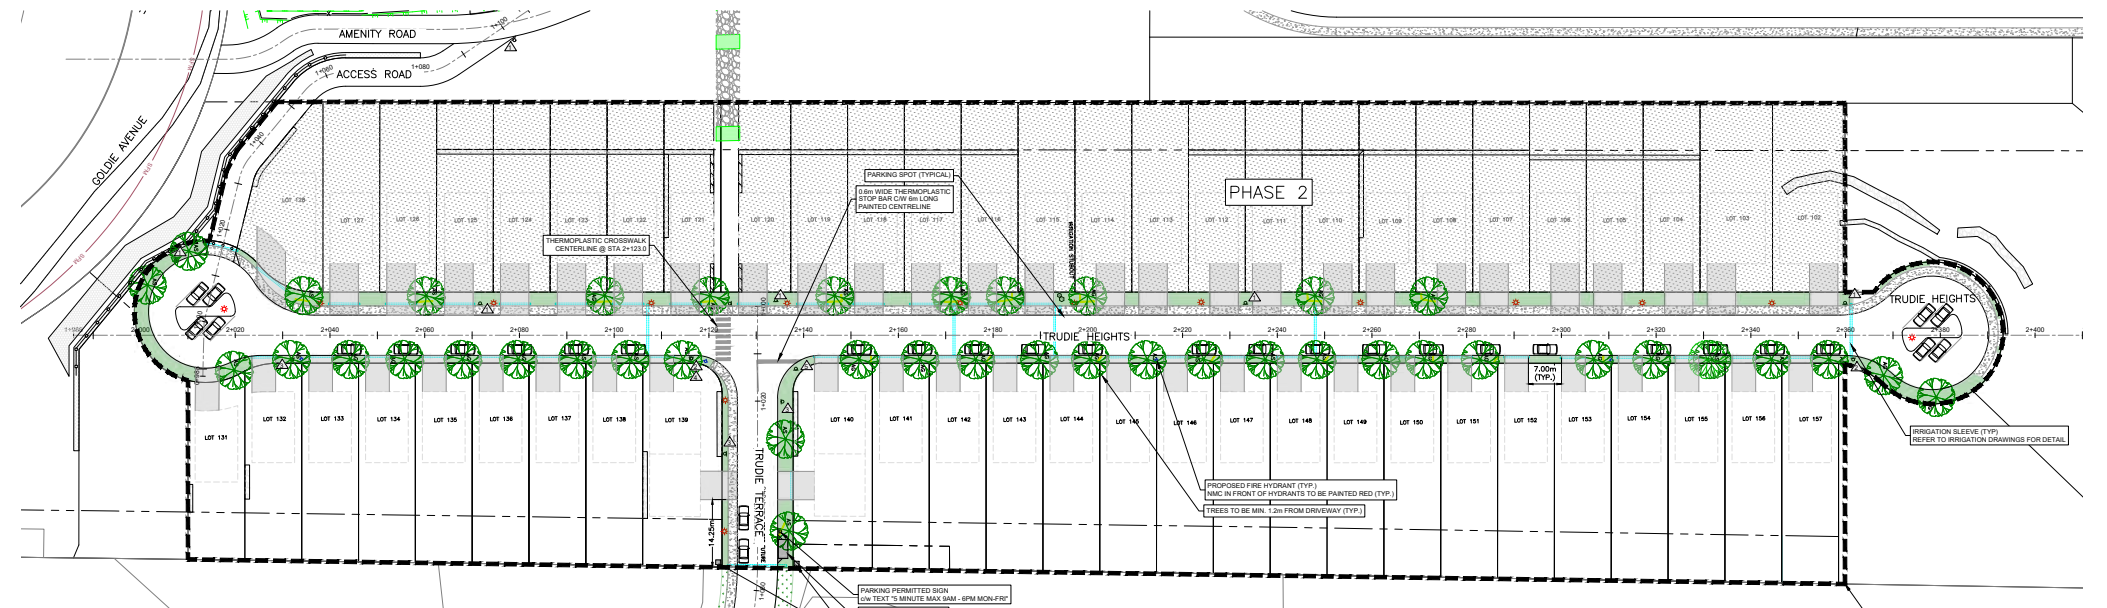 AMENITY ROAD
1+100
ACCESS ROAD
1+080
1+060
1+040
1+020
GOLDIE AVENUE
PHASE 2
PARKING SPOT (TYPICAL)
0.6m WIDE THERMOPLASTIC
STOP BAR C/W 6m LONG
PAINTED CENTRELINE
THERMOPLASTIC CROSSWALK
CENTERLINE @ STA 2+123.0
LOT 128
LOT 127
LOT 126
LOT 125
LOT 124
LOT 123
LOT 122
LOT 121
LOT 120
LOT 119
LOT 118
LOT 117
LOT 116
LOT 115
LOT 114
LOT 113
LOT 112
LOT 111
LOT 110
LOT 109
LOT 108
LOT 107
LOT 106
LOT 105
LOT 104
LOT 103
LOT 102
TRUDIE HEIGHTS
2+000
2+020
2+040
2+060
2+080
2+100
2+120
2+140
2+160
2+180
2+200
2+220
2+240
2+260
2+280
2+300
2+320
2+340
2+360
2+380
2+400
TRUDIE HEIGHTS
7.00m
(TYP.)
LOT 131
LOT 132
LOT 133
LOT 134
LOT 135
LOT 136
LOT 137
LOT 138
LOT 139
LOT 140
LOT 141
LOT 142
LOT 143
LOT 144
LOT 145
LOT 146
LOT 147
LOT 148
LOT 149
LOT 150
LOT 151
LOT 152
LOT 153
LOT 154
LOT 155
LOT 156
LOT 157
1+020
TRUDIE TERRACE
14.25m
IRRIGATION SLEEVE (TYP)
REFER TO IRRIGATION DRAWINGS FOR DETAIL
PROPOSED FIRE HYDRANT (TYP.)
NMC IN FRONT OF HYDRANTS TO BE PAINTED RED (TYP.)
TREES TO BE MIN. 1.2m FROM DRIVEWAY (TYP.)
PARKING PERMITTED SIGN
c/w TEXT "5 MINUTE MAX 9AM - 6PM MON-FRI"